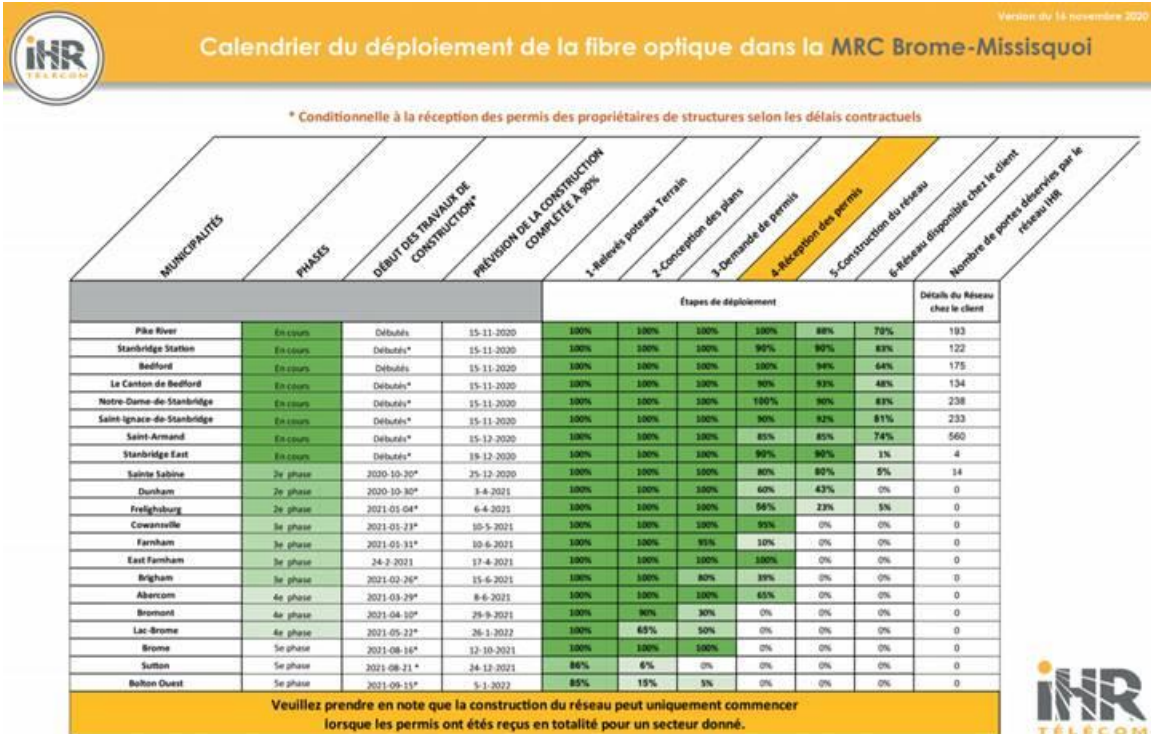 Version du 16 novembre 2020
iHR
TÉLÉCOM
Calendrier du déploiement de la fibre optique dans la MRC Brome-Missisquoi
* Conditionnelle à la réception des permis des propriétaires de structures selon les délais contractuels
MUNICIPALITÉS
PHASES
DÉBUT DES TRAVAUX DE
CONSTRUCTION*
PRÉVISION DE LA CONSTRUCTION
COMPLÉTÉE À 90%
1-Relevés poteaux Terrain
2-Conception des plans
3-Demande de permis
4-Réception des permis
5-Construction du réseau
6-Réseau disponible chez le client
Nombre de portes déservies par le
réseau IHR
Étapes de déploiement
Détails du Réseau
chez le client
Pike River En cours Débutés 15-11-2020 100% 100% 100% 100% 88% 70% 193
Stanbridge Station En cours Débutés* 15-11-2020 100% 100% 100% 90% 90% 83% 122
Bedford En cours Débutés 15-11-2020 100% 100% 100% 100% 94% 64% 175
Le Canton de Bedford En cours Débutés* 15-11-2020 100% 100% 100% 90% 93% 48% 134
Notre-Dame-de-Stanbridge En cours Débutés* 15-11-2020 100% 100% 100% 100% 90% 83% 238
Saint-Ignace-de-Stanbridge En cours Débutés* 15-11-2020 100% 100% 100% 90% 92% 81% 233
Saint-Armand En cours Débutés* 15-12-2020 100% 100% 100% 85% 85% 74% 560
Stanbridge East En cours Débutés* 19-12-2020 100% 100% 100% 90% 90% 1% 4
Sainte Sabine 2e phase 2020-10-20* 25-12-2020 100% 100% 100% 80% 80% 5% 14
Dunham 2e phase 2020-10-30* 3-4-2021 100% 100% 100% 60% 43% 0% 0
Frelighsburg 2e phase 2021-01-04* 6-4-2021 100% 100% 100% 56% 23% 5% 0
Cowansville 3e phase 2021-01-23* 10-5-2021 100% 100% 100% 95% 0% 0% 0
Farnham 3e phase 2021-01-31* 10-6-2021 100% 100% 95% 10% 0% 0% 0
East Farnham 3e phase 24-2-2021 17-4-2021 100% 100% 100% 100% 0% 0% 0
Brigham 3e phase 2021-02-26* 15-6-2021 100% 100% 80% 39% 0% 0% 0
Abercorn 4e phase 2021-03-29* 8-6-2021 100% 100% 100% 65% 0% 0% 0
Bromont 4e phase 2021-04-10* 29-9-2021 100% 90% 30% 0% 0% 0% 0
Lac-Brome 4e phase 2021-05-22* 26-1-2022 100% 65% 50% 0% 0% 0% 0
Brome 5e phase 2021-08-16* 12-10-2021 100% 100% 100% 0% 0% 0% 0
Sutton 5e phase 2021-08-21 * 24-12-2021 86% 6% 0% 0% 0% 0% 0
Bolton Ouest 5e phase 2021-09-15* 5-1-2022 85% 15% 5% 0% 0% 0% 0
Veuillez prendre en note que la construction du réseau peut uniquement commencer
lorsque les permis ont étés reçus en totalité pour un secteur donné.
iHR
TÉLÉCOM